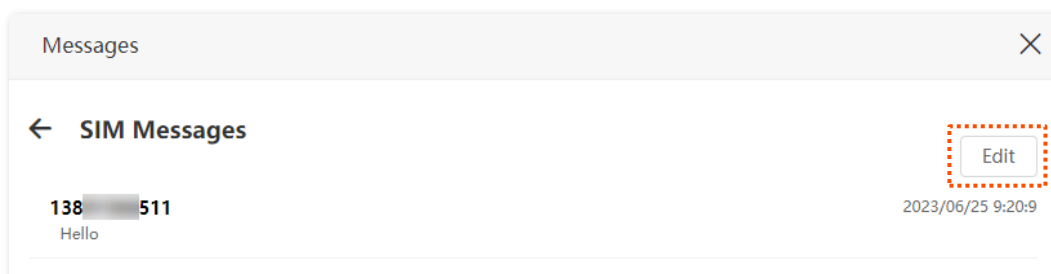 Messages
SIM Messages
Edit
138 511
2023/06/25 9:20:9
Hello